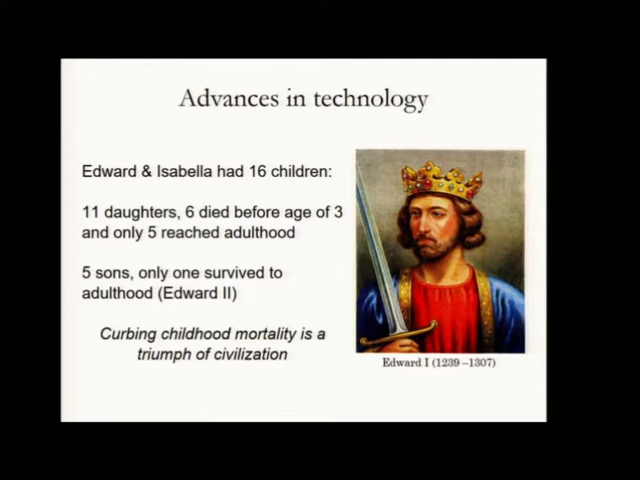 Advances in technology
Edward & Isabella had 16 children:
11 daughters, 6 died before age of 3
and only 5 reached adulthood
5 sons, only one survived to
adulthood (Edward II)
Curbing childhood mortality is a
triumph of civilization
Edward I (1239 –1307)